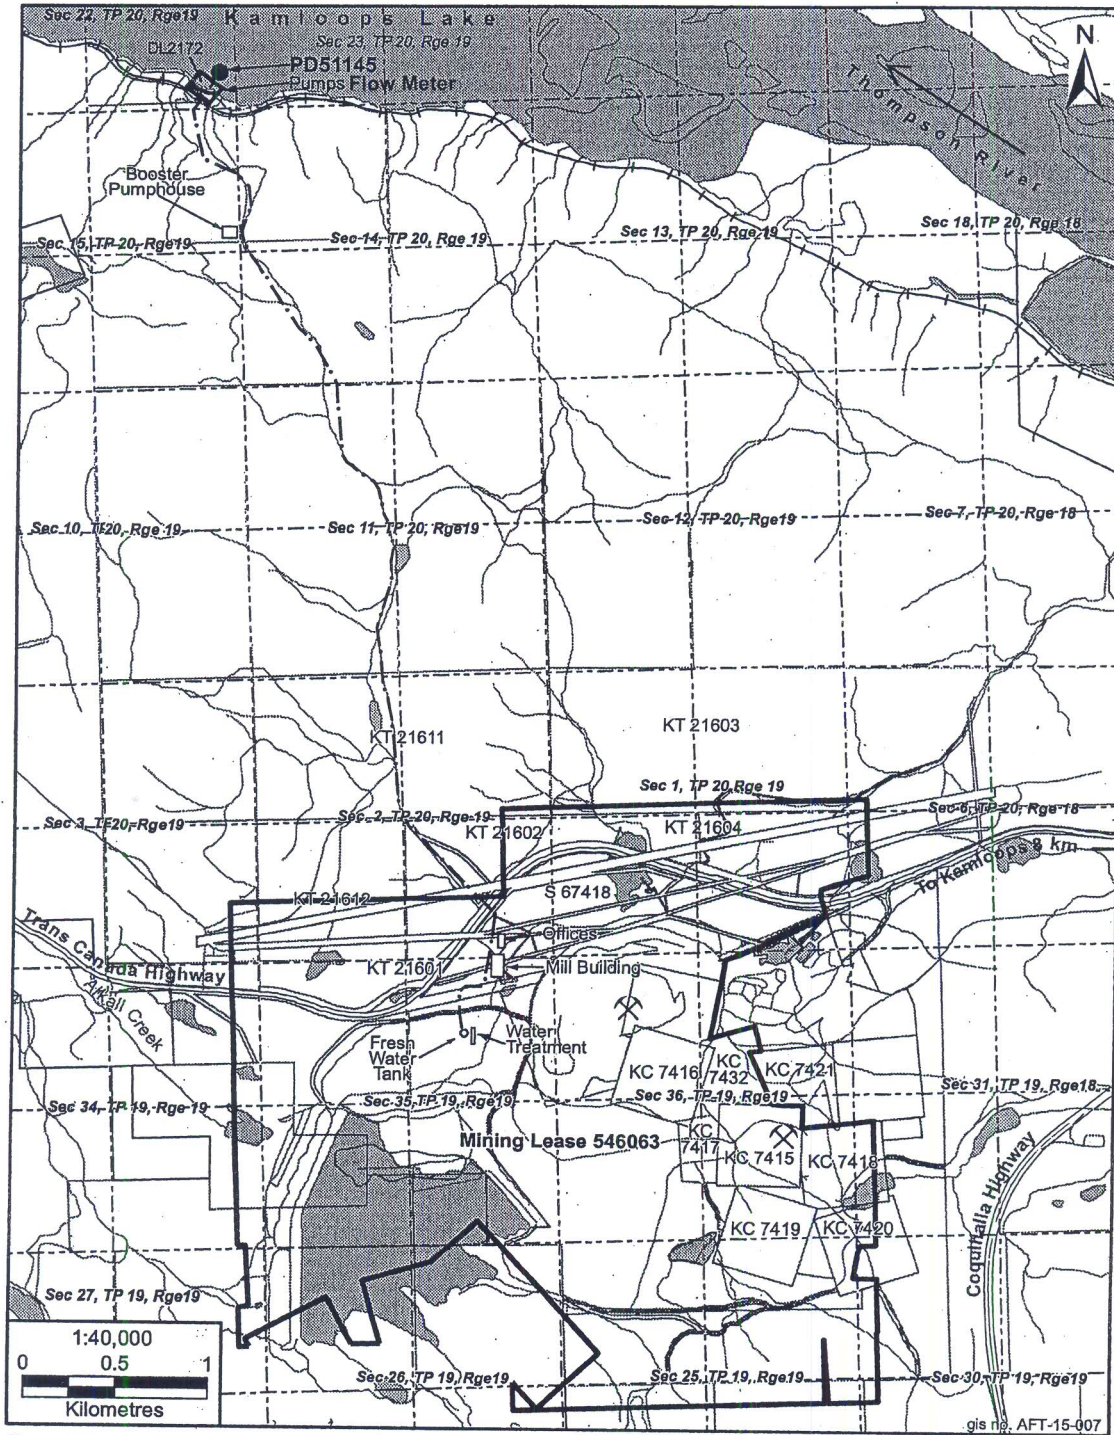 Sec 22, TP 20, Rge19
Kamloops Lake
Sec 23, TP 20, Rge 19
DL2172
PD51145
Pumps Flow Meter
N
Thompson River
Booster
Pumphouse
Sec 15, TP 20, Rge19
Sec 14, TP 20, Rge 19
Sec 13, TP 20, Rge 19
Sec 18, TP 20, Rge 18
Sec 10, TP20, Rge 19
Sec 11, TP 20, Rge19
Sec 12, TP 20, Rge19
Sec 7, TP 20, Rge 18
KT 21611
KT 21603
Sec 1, TP 20, Rge 19
Sec 3, TP20, Rge19
Sec 2, TP 20, Rge 19
KT 21602
KT 21604
Sec 6, TP 20, Rge 18
To Kamloops 8 km
KT 21612
S 67418
Trans Canada Highway
Alkali Creek
KT 21601
Offices
Mill Building
Fresh
Water
Tank
Water
Treatment
KC 7416
KC
7432
KC 7421
Sec 34, TP 19, Rge 19
Sec 35, TP 19, Rge19
Sec 36, TP 19, Rge19
Sec 31, TP 19, Rge18
Mining Lease 546063
KC
7417
KC 7415
KC 7418
KC 7419
KC 7420
Coquihalla Highway
Sec 27, TP 19, Rge19
Sec 26, TP 19, Rge19
Sec 25, TP 19, Rge19
Sec 30, TP 19, Rge19
1:40,000
0 0.5 1
Kilometres
gis no. AFT-15-007